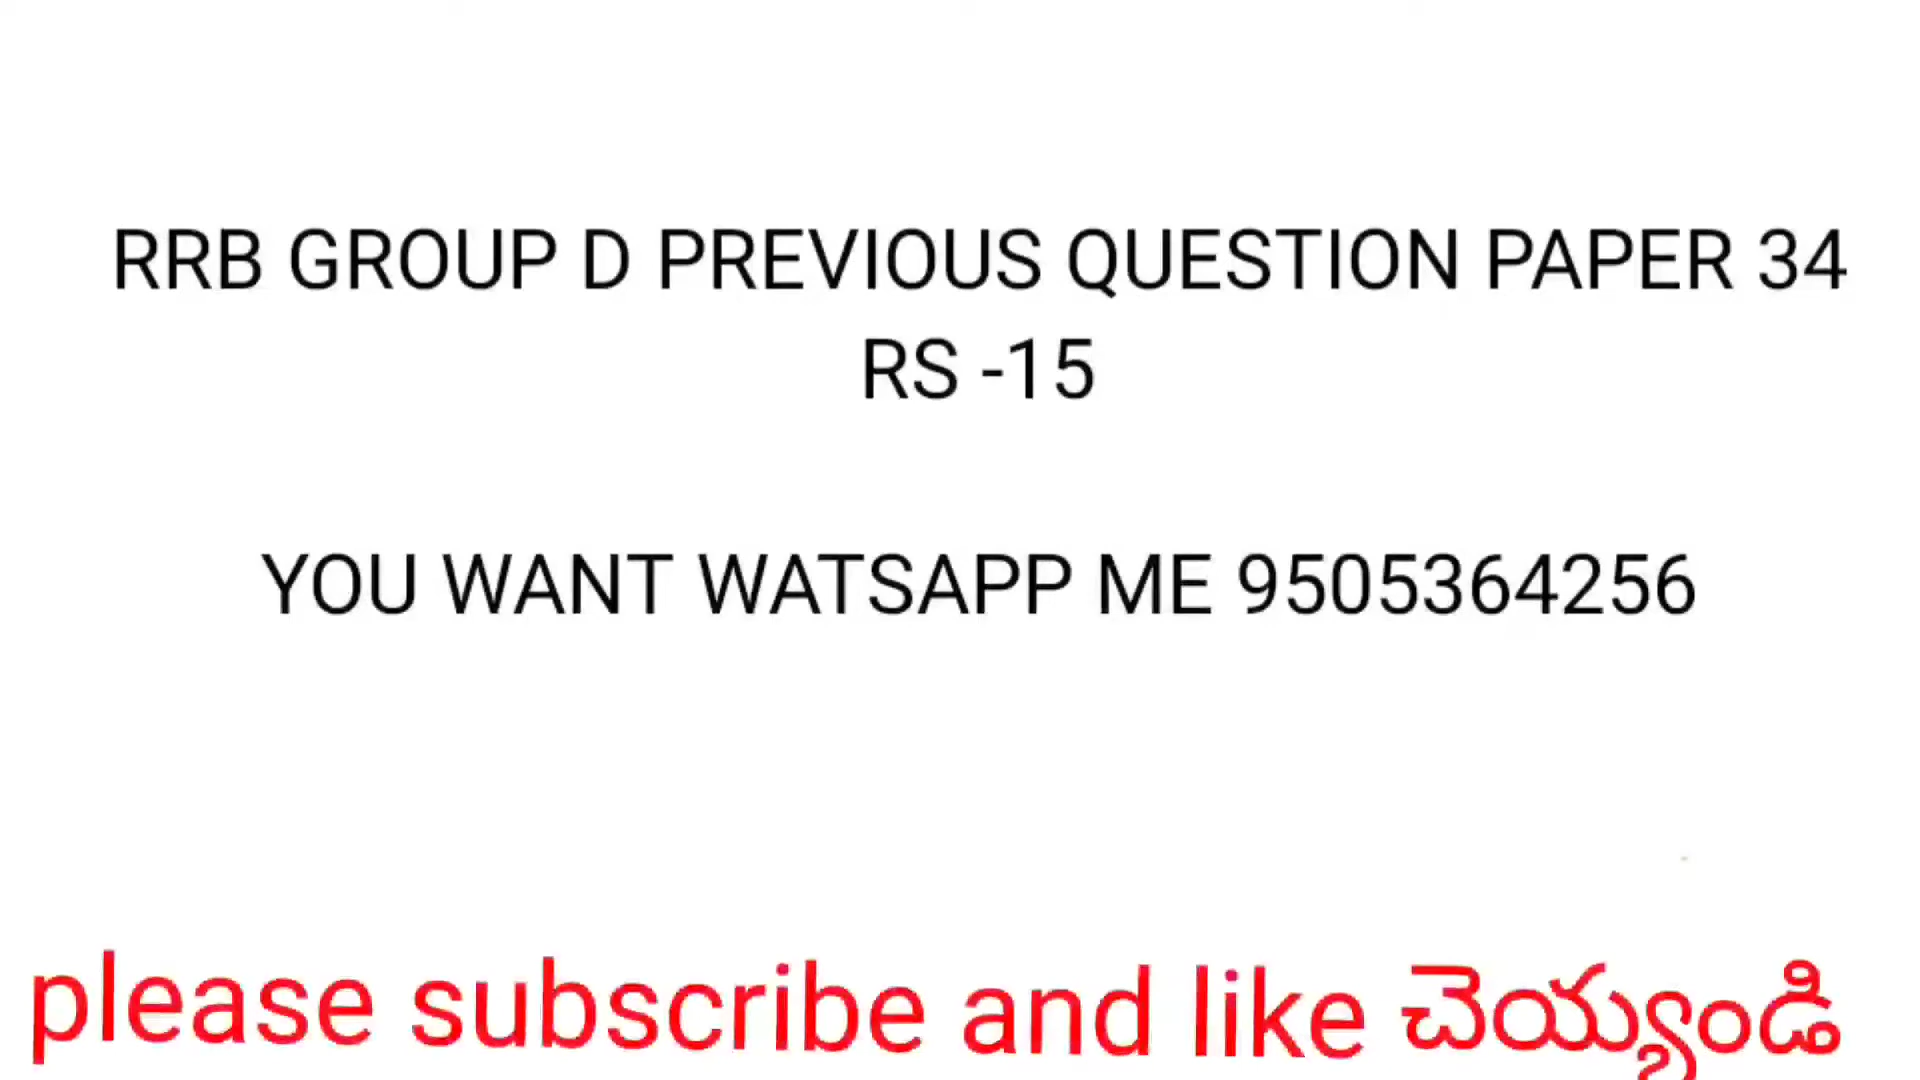 RRB GROUP D PREVIOUS QUESTION PAPER 34
RS -15
YOU WANT WATSAPP ME 9505364256
please subscribe and like చెయ్యండి